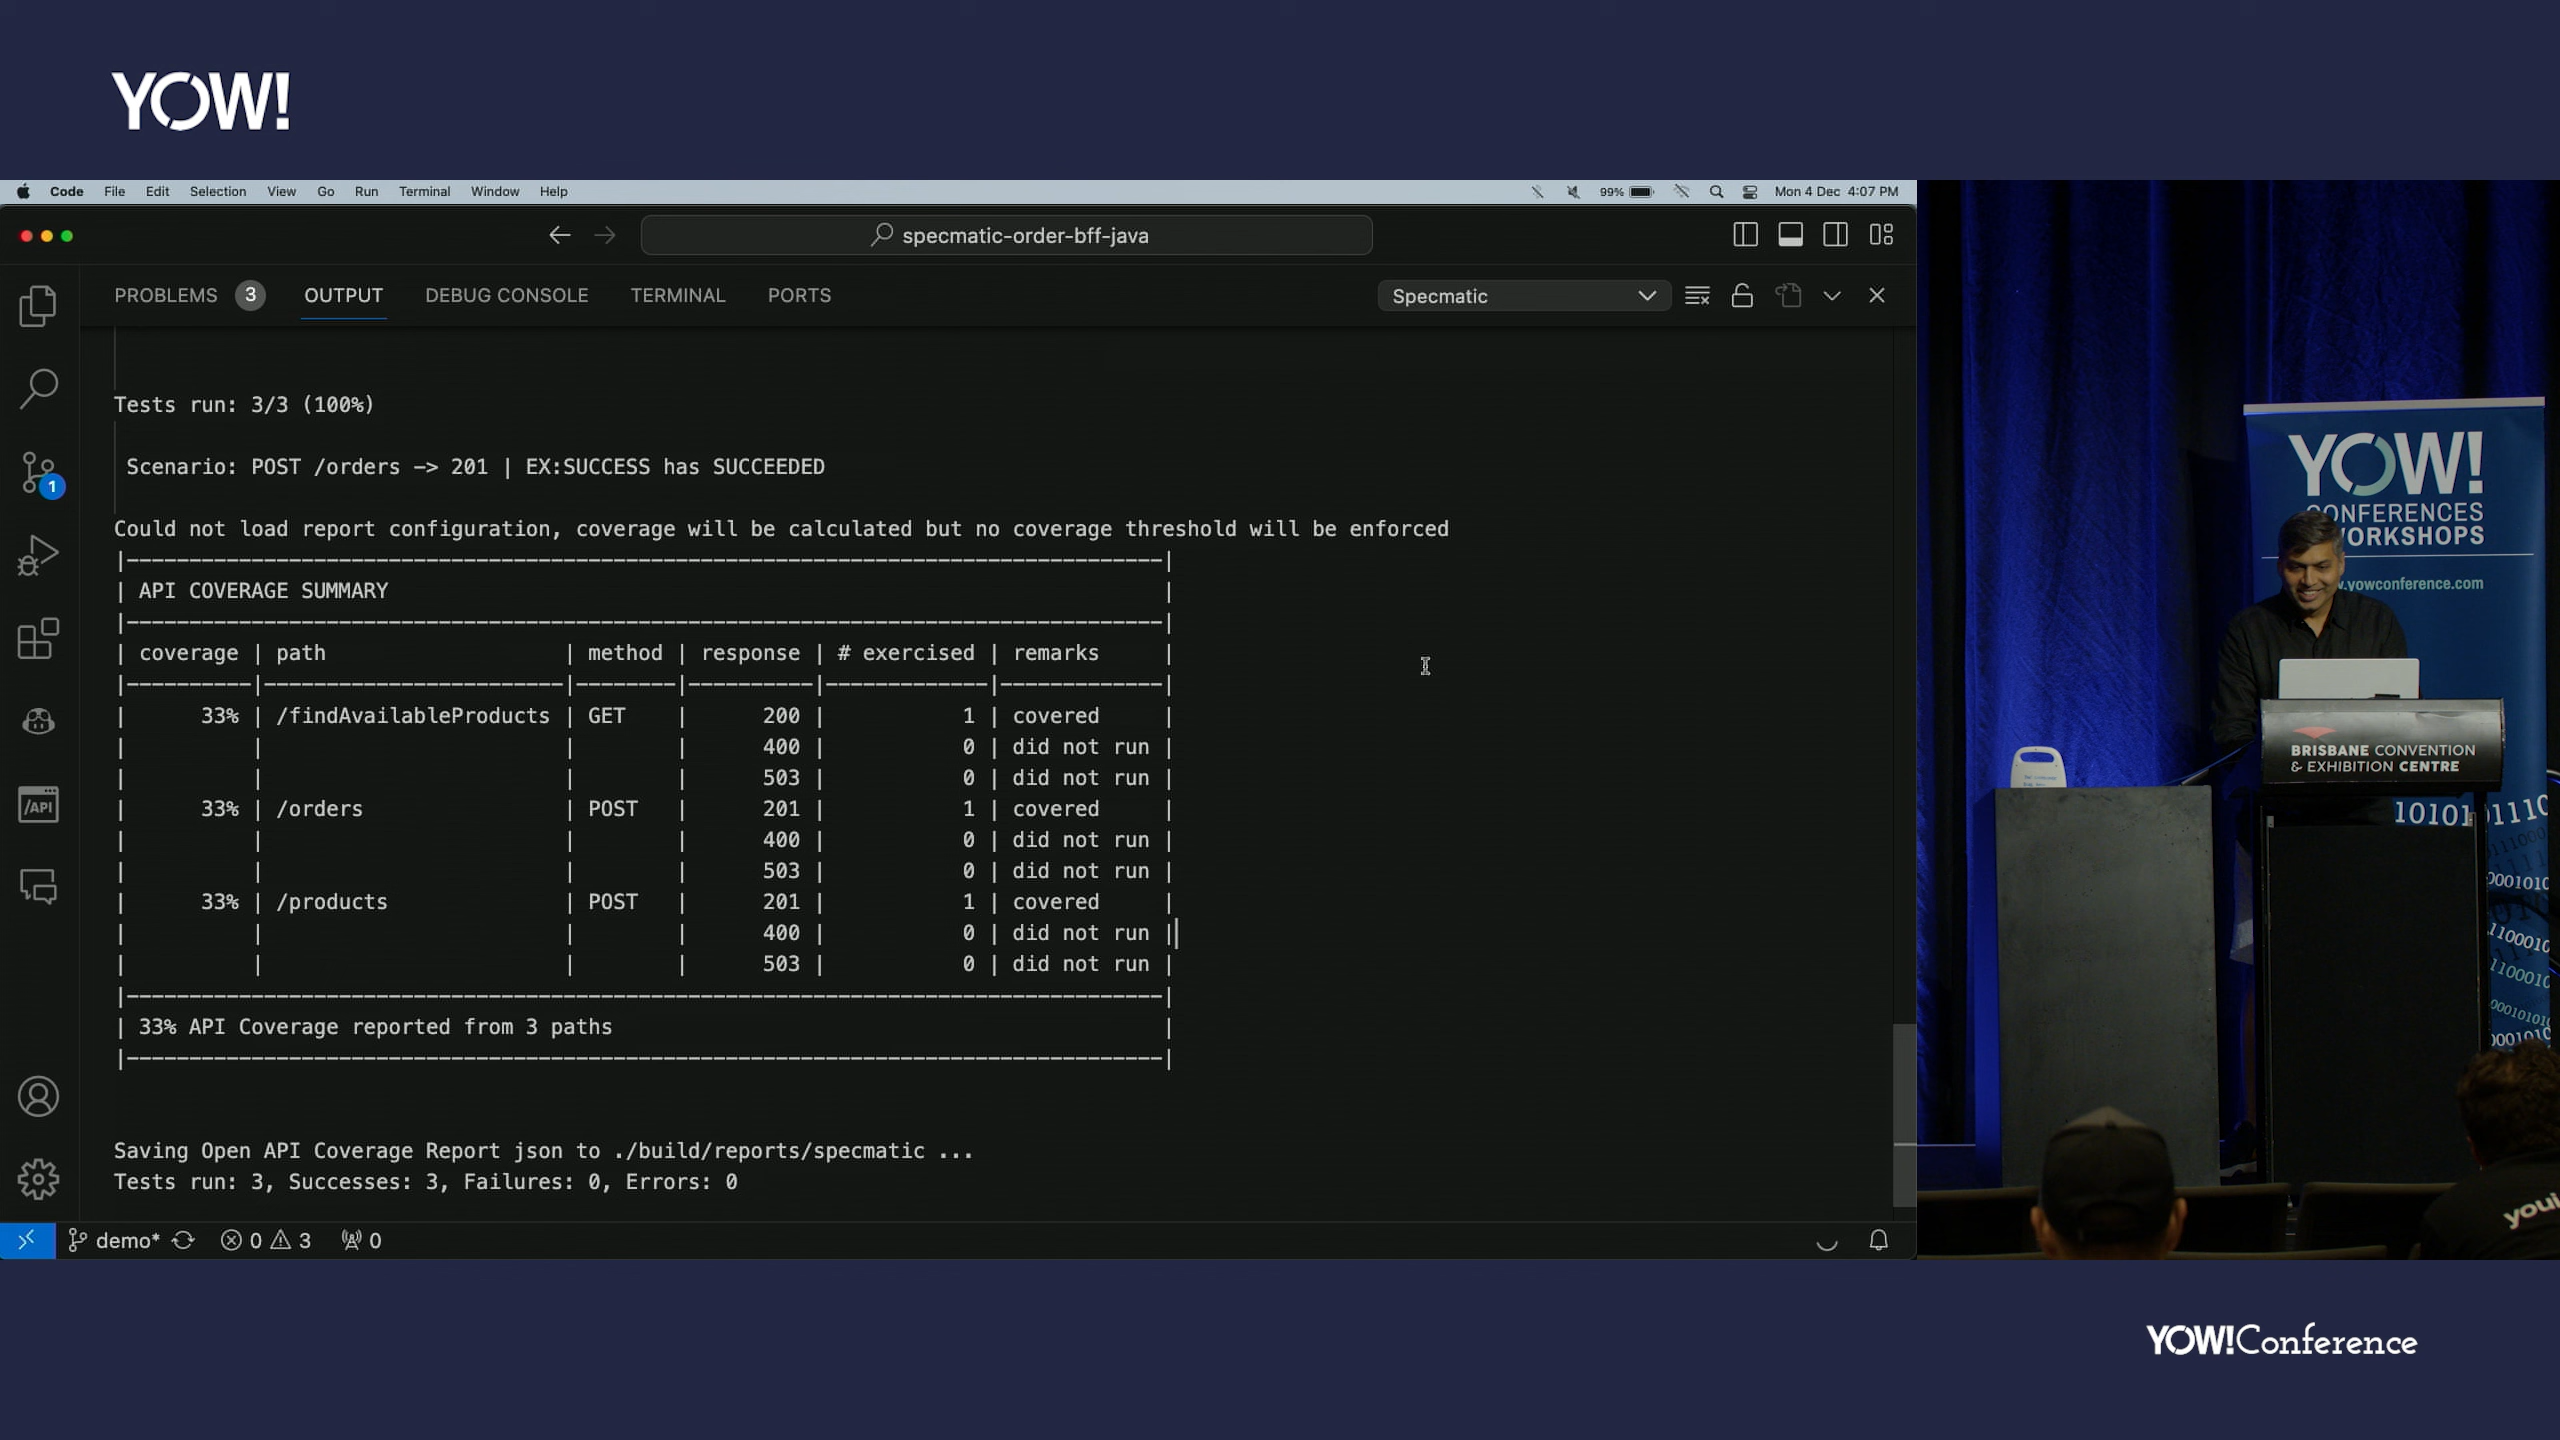 YOW!
Code File Edit Selection View Go Run Terminal Window Help 99% Mon 4 Dec 4:07 PM
specmatic-order-bff-java
PROBLEMS 3 OUTPUT DEBUG CONSOLE TERMINAL PORTS Specmatic
1
/API
Tests run: 3/3 (100%)
Scenario: POST /orders -> 201 | EX:SUCCESS has SUCCEEDED
Could not load report configuration, coverage will be calculated but no coverage threshold will be enforced
|-----------------------------------------------------------------------------------|
| API COVERAGE SUMMARY |
|-----------------------------------------------------------------------------------|
| coverage | path | method | response | # exercised | remarks |
|----------|------------------------|--------|----------|-------------|-------------|
| 33% | /findAvailableProducts | GET | 200 | 1 | covered |
| | | | 400 | 0 | did not run |
| | | | 503 | 0 | did not run |
| 33% | /orders | POST | 201 | 1 | covered |
| | | | 400 | 0 | did not run |
| | | | 503 | 0 | did not run |
| 33% | /products | POST | 201 | 1 | covered |
| | | | 400 | 0 | did not run |
| | | | 503 | 0 | did not run |
|-----------------------------------------------------------------------------------|
| 33% API Coverage reported from 3 paths |
|-----------------------------------------------------------------------------------|
Saving Open API Coverage Report json to ./build/reports/specmatic ...
Tests run: 3, Successes: 3, Failures: 0, Errors: 0
demo* 0 3 0
YOW!
CONFERENCES
WORKSHOPS
.yowconference.com
BRISBANE CONVENTION
& EXHIBITION CENTRE
YOW!Conference